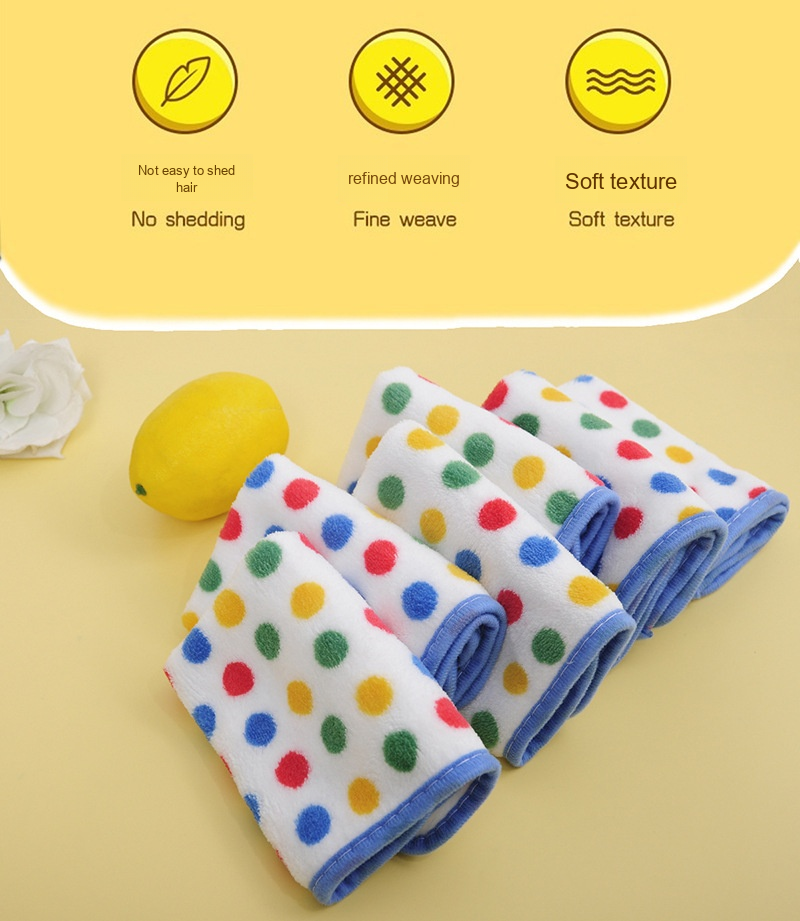 Not easy to shed
hair
refined weaving
Soft texture
No shedding
Fine weave
Soft texture